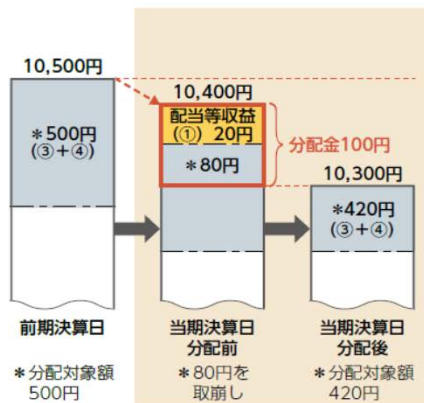 10,500円
10,400円
＊500円
(③＋④)
配当等収益
(①) 20円
＊80円
分配金100円
10,300円
＊420円
(③＋④)
前期決算日
当期決算日
分配前
当期決算日
分配後
＊分配対象額
500円
＊80円を
取崩し
＊分配対象額
420円